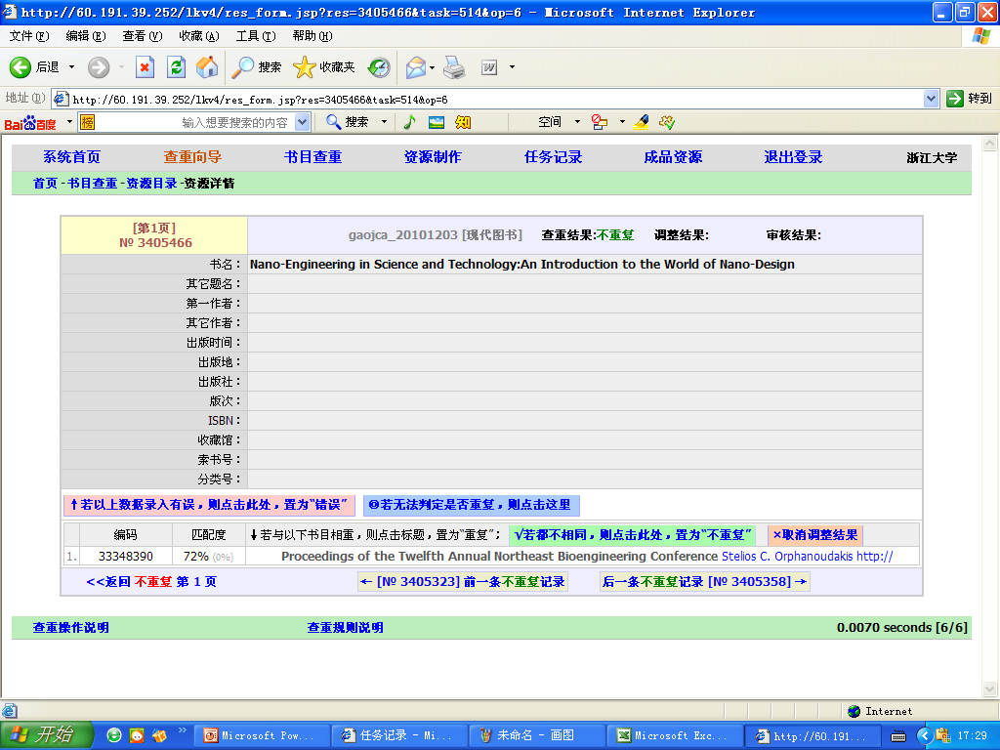 http://60.191.39.252/lkv4/res_form.jsp?res=3405466&task=514&op=6 - Microsoft Internet Explorer
文件(F) 编辑(E) 查看(V) 收藏(A) 工具(T) 帮助(H)
后退 搜索 收藏夹
地址(D) http://60.191.39.252/lkv4/res_form.jsp?res=3405466&task=514&op=6 转到
Bai百度 榜 输入想要搜索的内容 搜索 知 空间
系统首页 查重向导 书目查重 资源制作 任务记录 成品资源 退出登录 浙江大学
首页-书目查重-资源目录-资源详情
[第1页]
№ 3405466
gaojca_20101203 [现代图书] 查重结果:不重复 调整结果: 审核结果:
书名： Nano-Engineering in Science and Technology:An Introduction to the World of Nano-Design
其它题名：
第一作者：
其它作者：
出版时间：
出版地：
出版社：
版次：
ISBN：
收藏馆：
索书号：
分类号：
↑若以上数据录入有误，则点击此处，置为“错误” ❷若无法判定是否重复，则点击这里
编码 匹配度 ↓若与以下书目相重，则点击标题，置为“重复”； √若都不相同，则点击此处，置为“不重复” ×取消调整结果
1. 33348390 72% (0%) Proceedings of the Twelfth Annual Northeast Bioengineering Conference Stelios C. Orphanoudakis http://
<<返回 不重复 第 1 页 ← [№ 3405323] 前一条不重复记录 后一条不重复记录 [№ 3405358] →
查重操作说明 查重规则说明 0.0070 seconds [6/6]
Internet
开始 Microsoft Pow... 任务记录 - Mi... 未命名 - 画图 Microsoft Exc... http://60.191... 17:29